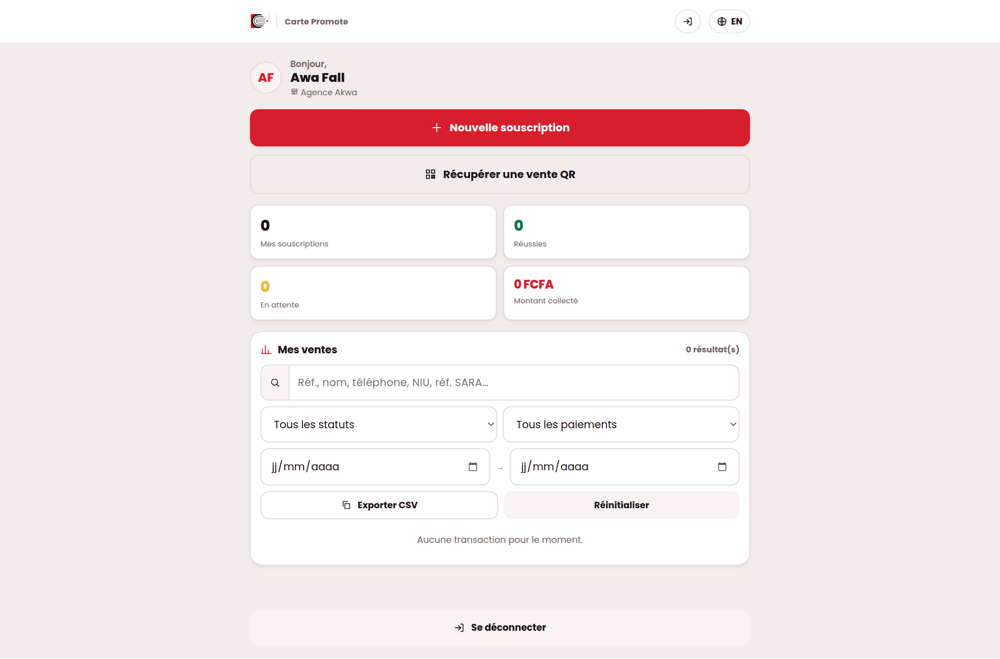 Carte Promote
EN
AF
Bonjour,
Awa Fall
Agence Akwa
Nouvelle souscription
Récupérer une vente QR
0
Mes souscriptions
0
Réussies
0
En attente
0 FCFA
Montant collecté
Mes ventes
0 résultat(s)
Réf., nom, téléphone, NIU, réf. SARA...
Tous les statuts
Tous les paiements
jj/mm/aaaa
→
jj/mm/aaaa
Exporter CSV
Réinitialiser
Aucune transaction pour le moment.
Se déconnecter